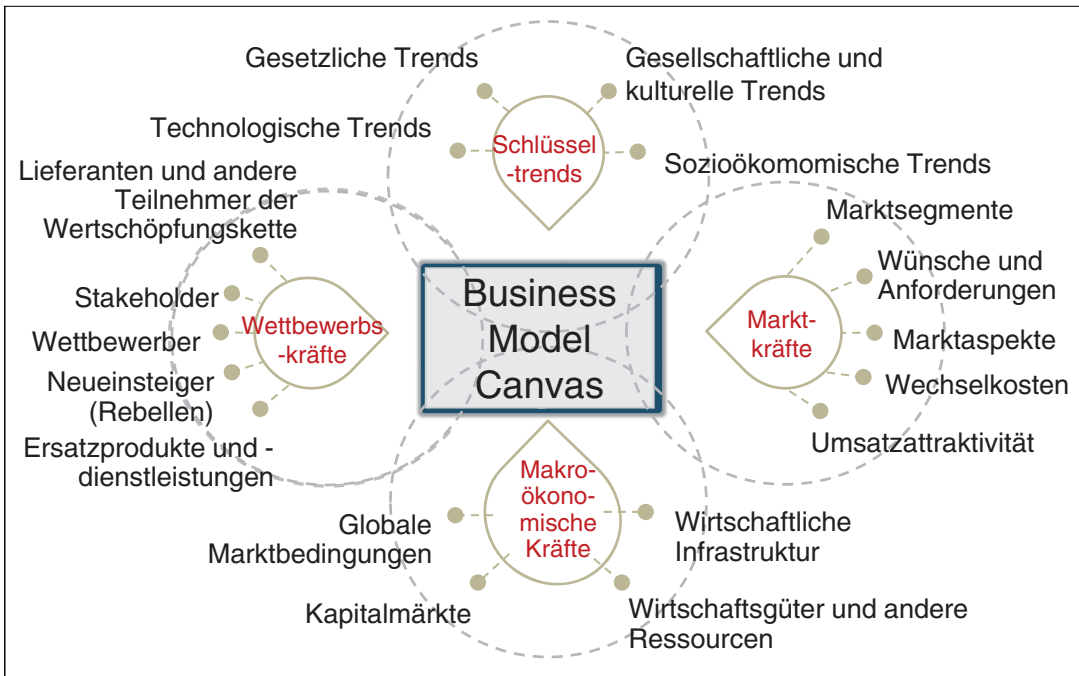 Gesetzliche Trends
Gesellschaftliche und
kulturelle Trends
Technologische Trends
Schlüssel
-trends
Sozioökomomische Trends
Lieferanten und andere
Teilnehmer der
Wertschöpfungskette
Stakeholder
Wettbewerber
Neueinsteiger
(Rebellen)
Ersatzprodukte und -
dienstleistungen
Wettbewerbs
-kräfte
Business
Model
Canvas
Markt-
kräfte
Marktsegmente
Wünsche und
Anforderungen
Marktaspekte
Wechselkosten
Umsatzattraktivität
Makro-
ökono-
mische
Kräfte
Globale
Marktbedingungen
Kapitalmärkte
Wirtschaftliche
Infrastruktur
Wirtschaftsgüter und andere
Ressourcen